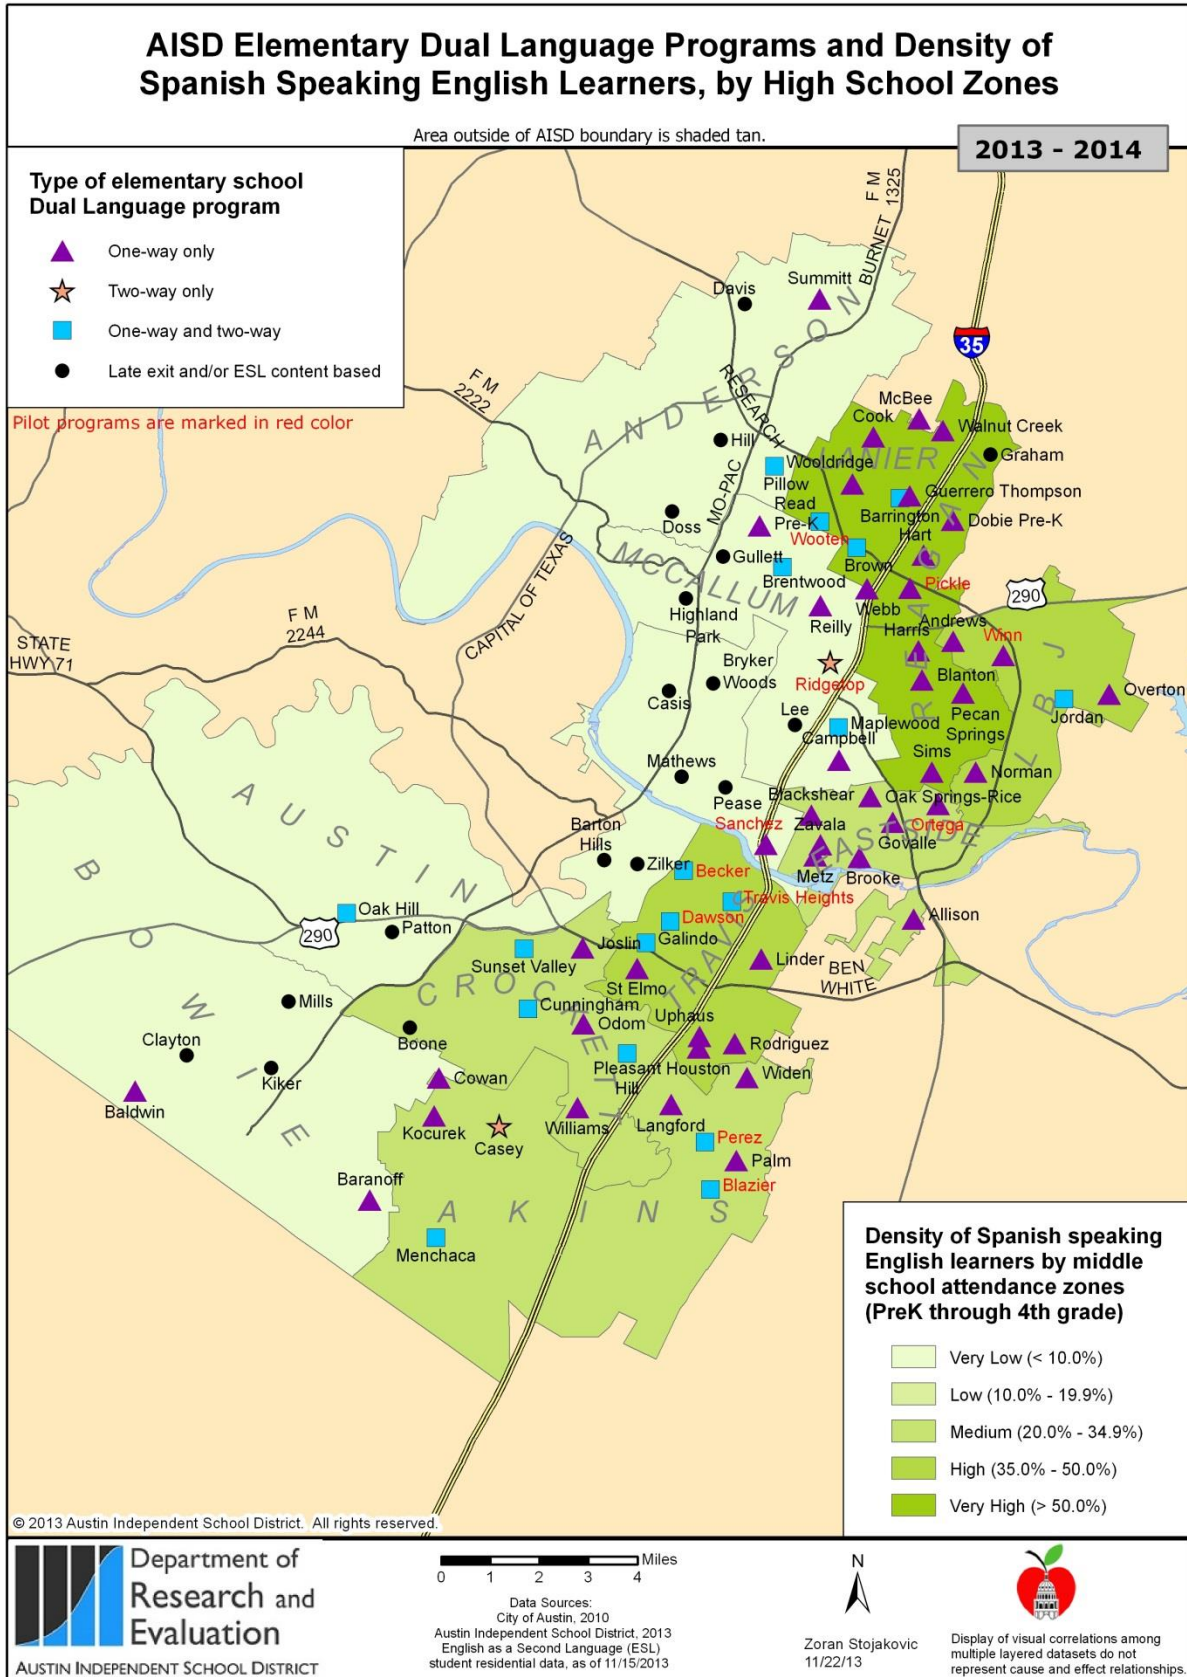 AISD Elementary Dual Language Programs and Density of
Spanish Speaking English Learners, by High School Zones
Area outside of AISD boundary is shaded tan.
2013 - 2014
Type of elementary school
Dual Language program
One-way only
Two-way only
One-way and two-way
Late exit and/or ESL content based
Pilot programs are marked in red color
F M
1325
BURNET
Summitt
Davis
ANDERSON
35
F M
2222
RESEARCH
McBee
Cook
Walnut Creek
Hill
LANIER
Graham
Wooldridge
Pillow
Guerrero Thompson
Read
Pre-K
MO-PAC
Barrington
Dobie Pre-K
Doss
Wooten
Hart
REAGAN
Gullett
Brown
CAPITAL OF TEXAS
MCCALLUM
Brentwood
Pickle
290
Webb
Highland
Park
Reilly
F M
2244
Harris
Andrews
Winn
STATE
HWY 71
Bryker
Woods
Ridgetop
Blanton
LBJ
Overton
Casis
Pecan
Springs
Jordan
Lee
Maplewood
Campbell
Sims
Mathews
Norman
Pease
Blackshear
Oak Springs-Rice
AUSTIN
Sanchez
Zavala
Ortega
Govalle
EASTSIDE
Barton
Hills
Zilker
Becker
Metz
Brooke
BOWIE
Travis Heights
Oak Hill
Dawson
Allison
290
Patton
Joslin
Galindo
Sunset Valley
Linder
BEN
WHITE
CROCKETT
St Elmo
TRAVIS
Mills
Cunningham
Uphaus
Odom
Clayton
Boone
Rodriguez
Kiker
Pleasant
Hill
Houston
Cowan
Widen
Baldwin
Kocurek
Casey
Williams
Langford
Perez
Palm
Baranoff
Blazier
AKINS
Menchaca
Density of Spanish speaking
English learners by middle
school attendance zones
(PreK through 4th grade)
Very Low (< 10.0%)
Low (10.0% - 19.9%)
Medium (20.0% - 34.9%)
High (35.0% - 50.0%)
Very High (> 50.0%)
© 2013 Austin Independent School District. All rights reserved.
Department of
Research and
Evaluation
AUSTIN INDEPENDENT SCHOOL DISTRICT
Miles
0 1 2 3 4
Data Sources:
City of Austin, 2010
Austin Independent School District, 2013
English as a Second Language (ESL)
student residential data, as of 11/15/2013
N
Zoran Stojakovic
11/22/13
Display of visual correlations among
multiple layered datasets do not
represent cause and effect relationships.